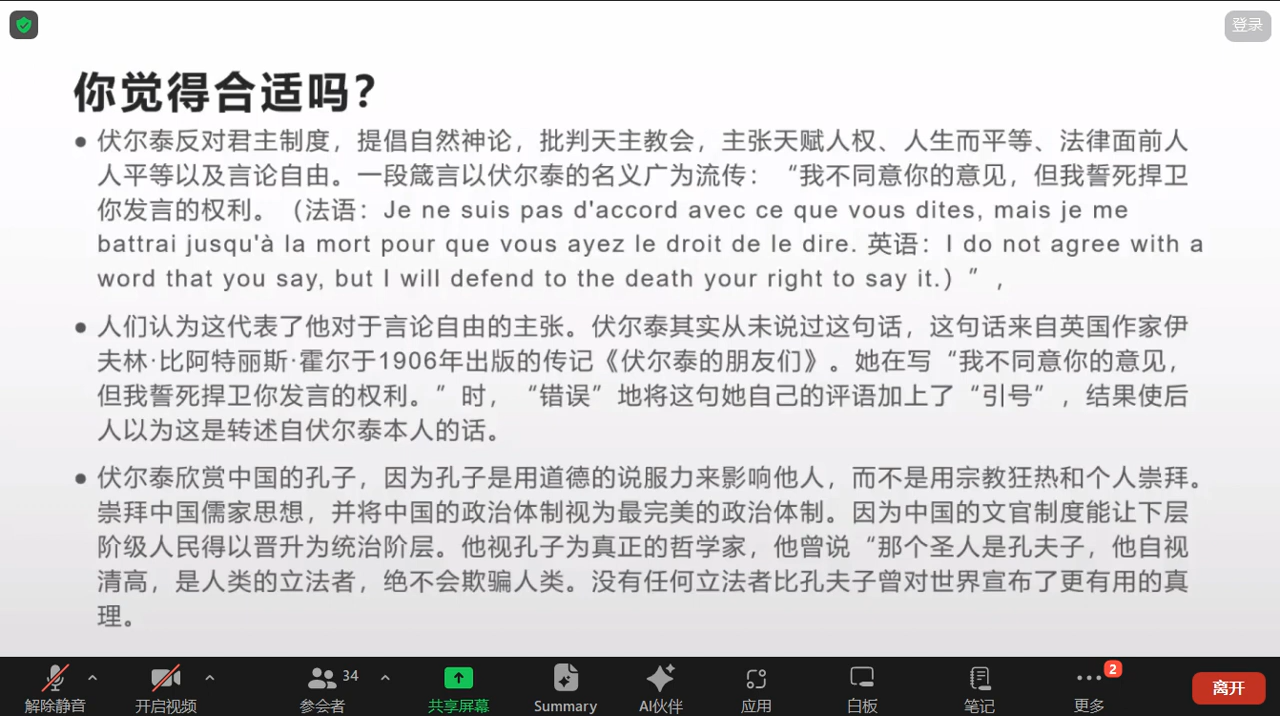 登录
你觉得合适吗?
● 伏尔泰反对君主制度，提倡自然神论，批判天主教会，主张天赋人权、人生而平等、法律面前人
人平等以及言论自由。一段箴言以伏尔泰的名义广为流传：“我不同意你的意见，但我誓死捍卫
你发言的权利。（法语：Je ne suis pas d'accord avec ce que vous dites, mais je me
battrai jusqu'à la mort pour que vous ayez le droit de le dire. 英语：I do not agree with a
word that you say, but I will defend to the death your right to say it.）”，
● 人们认为这代表了他对于言论自由的主张。伏尔泰其实从未说过这句话，这句话来自英国作家伊
夫林·比阿特丽斯·霍尔于1906年出版的传记《伏尔泰的朋友们》。她在写“我不同意你的意见，
但我誓死捍卫你发言的权利。”时，“错误”地将这句她自己的评语加上了“引号”，结果使后
人以为这是转述自伏尔泰本人的话。
● 伏尔泰欣赏中国的孔子，因为孔子是用道德的说服力来影响他人，而不是用宗教狂热和个人崇拜。
崇拜中国儒家思想，并将中国的政治体制视为最完美的政治体制。因为中国的文官制度能让下层
阶级人民得以晋升为统治阶层。他视孔子为真正的哲学家，他曾说“那个圣人是孔夫子，他自视
清高，是人类的立法者，绝不会欺骗人类。没有任何立法者比孔夫子曾对世界宣布了更有用的真
理。
34
2
解除静音 开启视频 参会者 共享屏幕 Summary AI伙伴 应用 白板 笔记 更多 离开